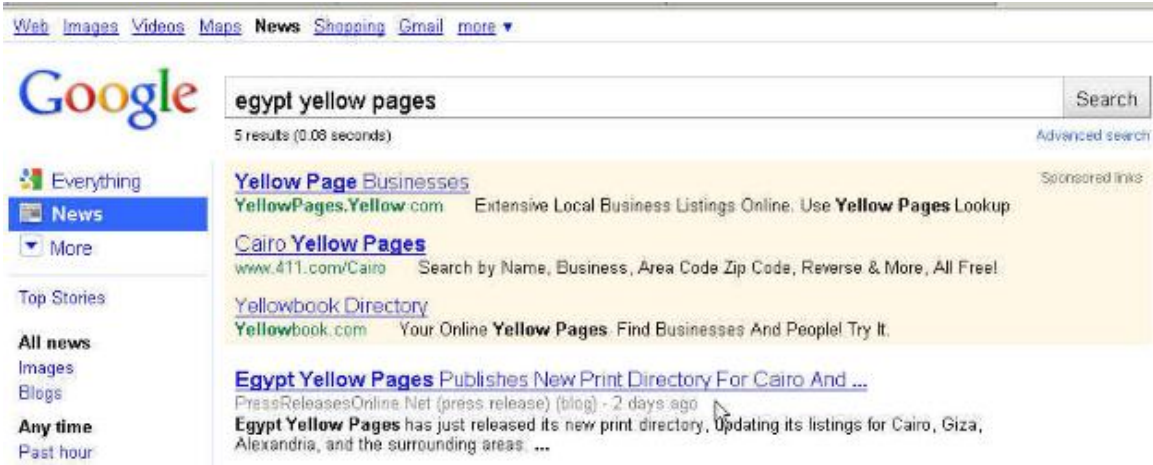 Web Images Videos Maps News Shopping Gmail more ▼
Google
egypt yellow pages
Search
5 results (0.08 seconds)
Advanced search
Everything
News
More
Top Stories
All news
Images
Blogs
Any time
Past hour
Yellow Page Businesses
Sponsored links
YellowPages.Yellow.com Extensive Local Business Listings Online. Use Yellow Pages Lookup
Cairo Yellow Pages
www.411.com/Cairo Search by Name, Business, Area Code Zip Code, Reverse & More, All Free!
Yellowbook Directory
Yellowbook.com Your Online Yellow Pages. Find Businesses And People! Try It.
Egypt Yellow Pages Publishes New Print Directory For Cairo And ...
PressReleasesOnline.Net (press release) (blog) - 2 days ago
Egypt Yellow Pages has just released its new print directory, updating its listings for Cairo, Giza,
Alexandria, and the surrounding areas. ...